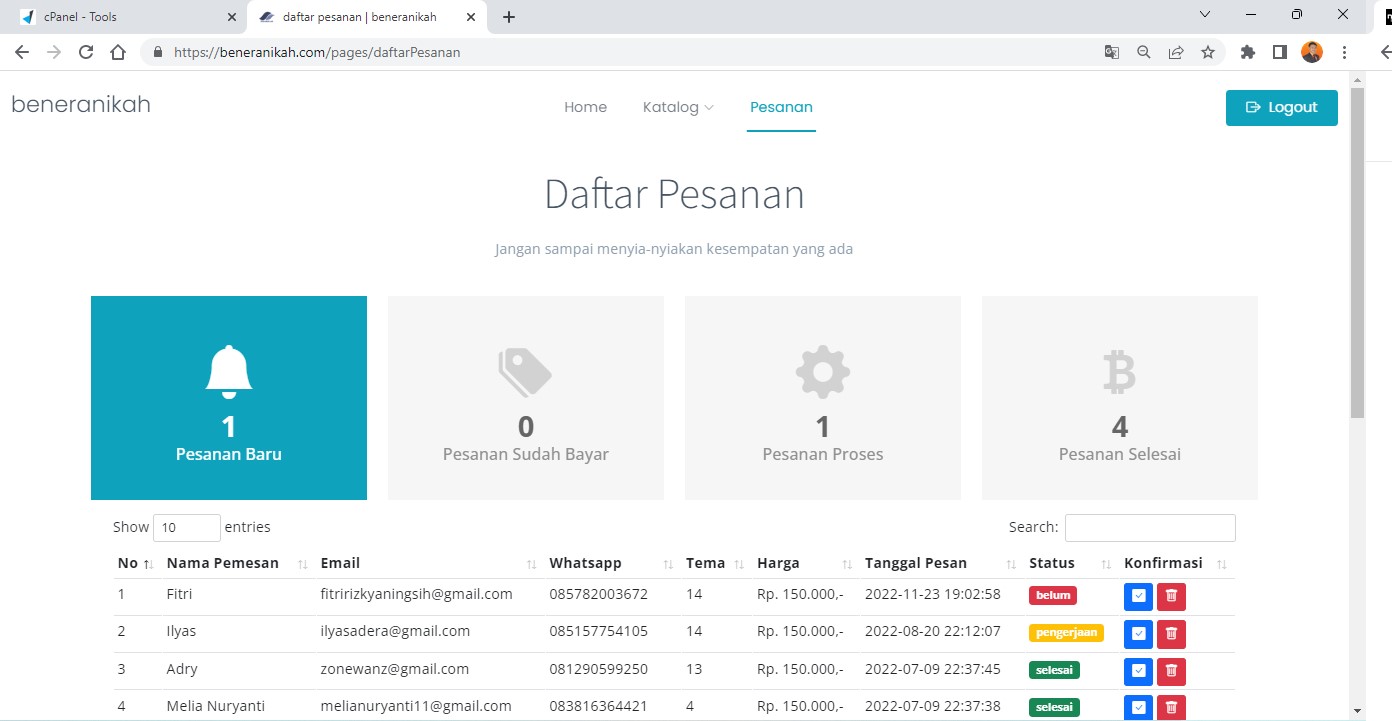 cPanel - Tools
daftar pesanan | beneranikah
https://beneranikah.com/pages/daftarPesanan
beneranikah
Home Katalog Pesanan Logout
Daftar Pesanan
Jangan sampai menyia-nyiakan kesempatan yang ada
1 0 1 4
Pesanan Baru Pesanan Sudah Bayar Pesanan Proses Pesanan Selesai
Show 10 entries Search:
No Nama Pemesan Email Whatsapp Tema Harga Tanggal Pesan Status Konfirmasi
1 Fitri fitririzkyaningsih@gmail.com 085782003672 14 Rp. 150.000,- 2022-11-23 19:02:58 belum
2 Ilyas ilyasadera@gmail.com 085157754105 14 Rp. 150.000,- 2022-08-20 22:12:07 pengerjaan
3 Adry zonewanz@gmail.com 081290599250 13 Rp. 150.000,- 2022-07-09 22:37:45 selesai
4 Melia Nuryanti melianuryanti11@gmail.com 083816364421 4 Rp. 150.000,- 2022-07-09 22:37:38 selesai